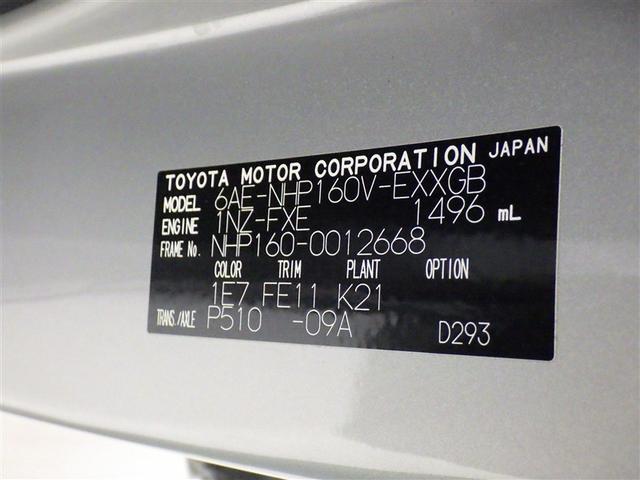 TOYOTA MOTOR CORPORATION JAPAN
MODEL 6AE-NHP160V-EXXGB
ENGINE 1NZ-FXE 1496 mL
FRAME No. NHP160-0012668
COLOR TRIM PLANT OPTION
1E7 FE11 K21
TRANS./AXLE P510 -09A D293